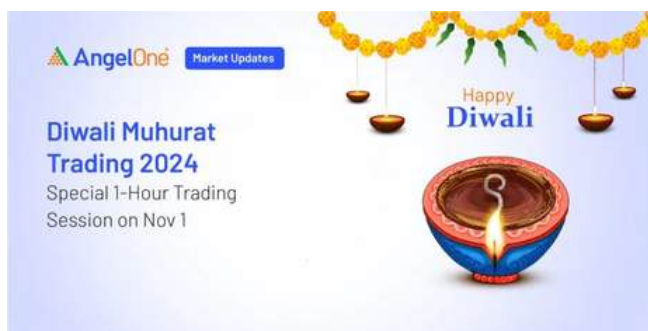 AngelOne
Market Updates
Happy
Diwali
Diwali Muhurat
Trading 2024
Special 1-Hour Trading
Session on Nov 1